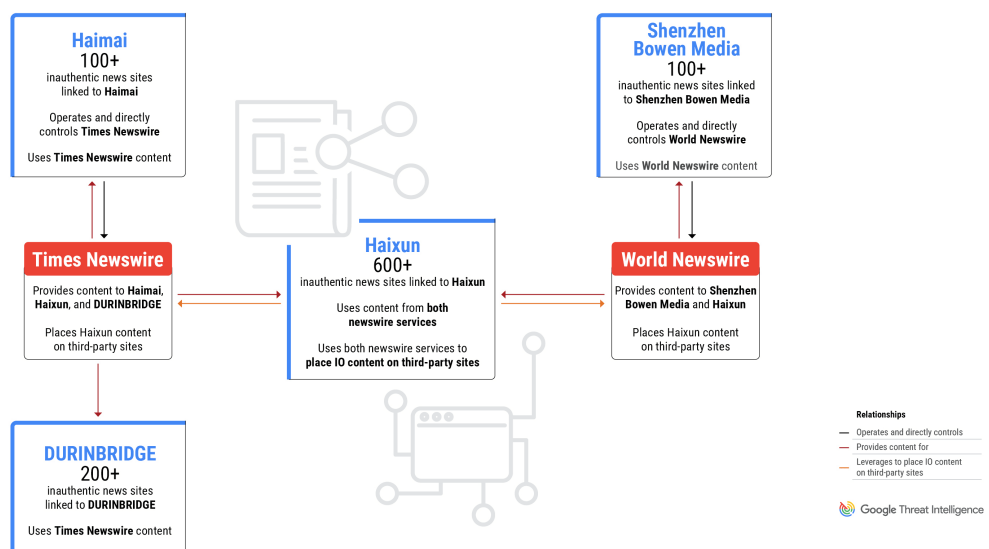 Haimai
100+
inauthentic news sites
linked to Haimai
Operates and directly
controls Times Newswire
Uses Times Newswire content
Shenzhen
Bowen Media
100+
inauthentic news sites linked
to Shenzhen Bowen Media
Operates and directly
controls World Newswire
Uses World Newswire content
Times Newswire
Provides content to Haimai,
Haixun, and DURINBRIDGE
Places Haixun content
on third-party sites
Haixun
600+
inauthentic news sites linked to Haixun
Uses content from both
newswire services
Uses both newswire services to
place IO content on third-party sites
World Newswire
Provides content to Shenzhen
Bowen Media and Haixun
Places Haixun content
on third-party sites
DURINBRIDGE
200+
inauthentic news sites
linked to DURINBRIDGE
Uses Times Newswire content
Relationships
Operates and directly controls
Provides content for
Leverages to place IO content
on third-party sites
Google Threat Intelligence